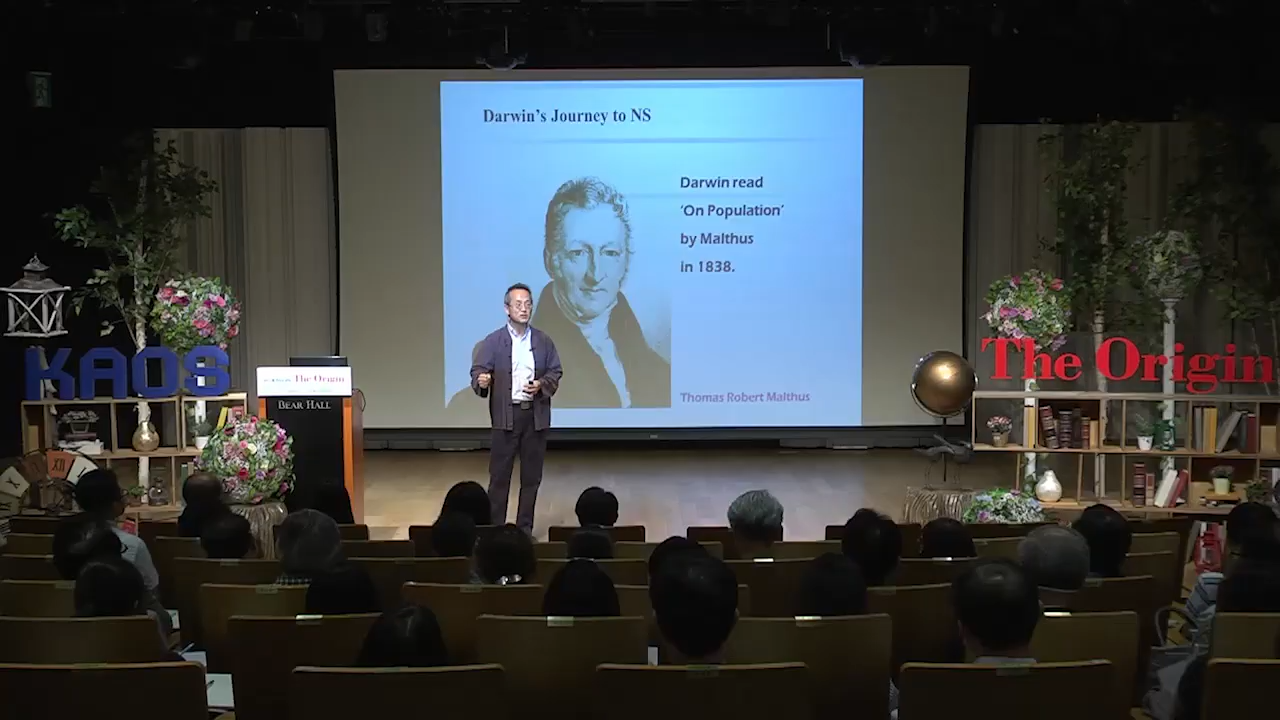 Darwin's Journey to NS
Darwin read
‘On Population’
by Malthus
in 1838.
Thomas Robert Malthus
KAOS
The Origin
The Origin
BEAR HALL
XII
X